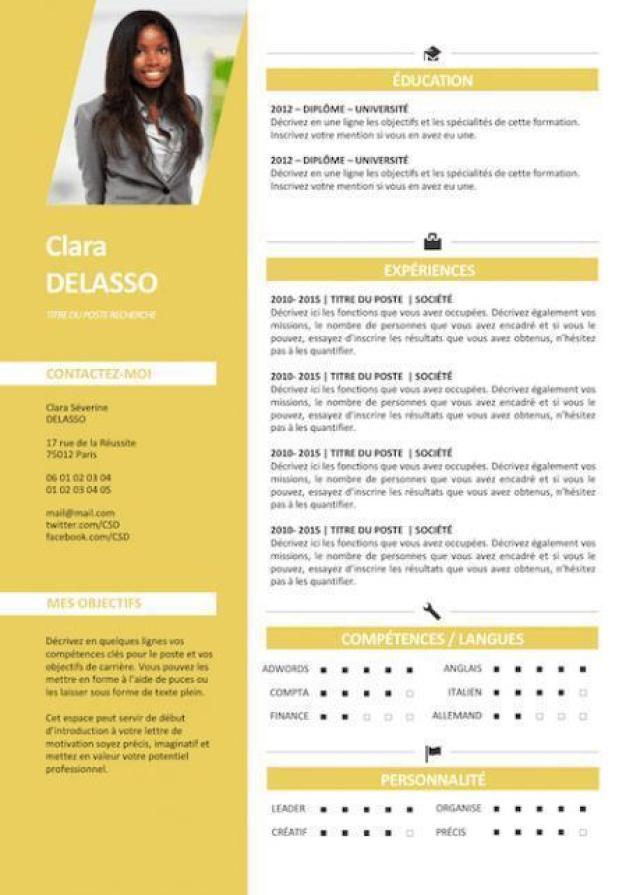 Clara
DELASSO
TITRE DU POSTE RECHERCHE
CONTACTEZ-MOI
Clara Séverine
DELASSO
17 rue de la Réussite
75012 Paris
06 01 02 03 04
01 02 03 04 05
mail@mail.com
twitter.com/CSD
facebook.com/CSD
MES OBJECTIFS
Décrivez en quelques lignes vos
compétences clés pour le poste et vos
objectifs de carrière. Vous pouvez les
mettre en forme à l'aide de puces ou
les laisser sous forme de texte plein.
Cet espace peut servir de début
d'introduction à votre lettre de
motivation soyez précis, imaginatif et
mettez en valeur votre potentiel
professionnel.
ÉDUCATION
2012 – DIPLÔME – UNIVERSITÉ
Décrivez en une ligne les objectifs et les spécialités de cette formation.
Inscrivez votre mention si vous en avez eu une.
2012 – DIPLÔME – UNIVERSITÉ
Décrivez en une ligne les objectifs et les spécialités de cette formation.
Inscrivez votre mention si vous en avez eu une.
EXPÉRIENCES
2010- 2015 | TITRE DU POSTE | SOCIÉTÉ
Décrivez ici les fonctions que vous avez occupées. Décrivez également vos
missions, le nombre de personnes que vous avez encadré et si vous le
pouvez, essayez d'inscrire les résultats que vous avez obtenus, n'hésitez
pas à les quantifier.
2010- 2015 | TITRE DU POSTE | SOCIÉTÉ
Décrivez ici les fonctions que vous avez occupées. Décrivez également vos
missions, le nombre de personnes que vous avez encadré et si vous le
pouvez, essayez d'inscrire les résultats que vous avez obtenus, n'hésitez
pas à les quantifier.
2010- 2015 | TITRE DU POSTE | SOCIÉTÉ
Décrivez ici les fonctions que vous avez occupées. Décrivez également vos
missions, le nombre de personnes que vous avez encadré et si vous le
pouvez, essayez d'inscrire les résultats que vous avez obtenus, n'hésitez
pas à les quantifier.
2010- 2015 | TITRE DU POSTE | SOCIÉTÉ
Décrivez ici les fonctions que vous avez occupées. Décrivez également vos
missions, le nombre de personnes que vous avez encadré et si vous le
pouvez, essayez d'inscrire les résultats que vous avez obtenus, n'hésitez
pas à les quantifier.
COMPÉTENCES / LANGUES
ADWORDS ANGLAIS
COMPTA ITALIEN
FINANCE ALLEMAND
PERSONNALITÉ
LEADER ORGANISE
CRÉATIF PRÉCIS